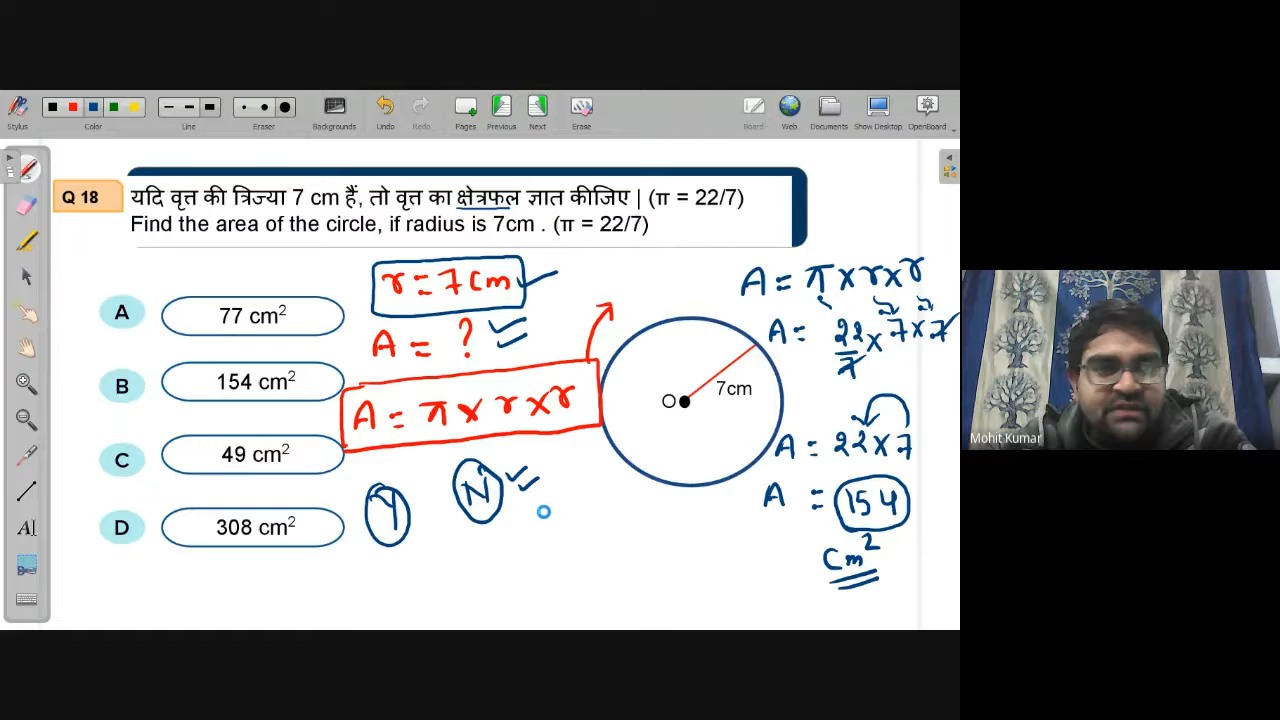 Stylus
Color
Line
Eraser
Backgrounds
Undo
Redo
Pages
Previous
Next
Erase
Board
Web
Documents
Show Desktop
OpenBoard
Q 18
यदि वृत्त की त्रिज्या 7 cm हैं, तो वृत्त का क्षेत्रफल ज्ञात कीजिए | (π = 22/7)
Find the area of the circle, if radius is 7cm . (π = 22/7)
A 77 cm²
B 154 cm²
C 49 cm²
D 308 cm²
r = 7 cm
A = ?
A = π × r × r
Y N
O
7cm
A = π × r × r
A = 22/7 × 7 × 7
A = 22 × 7
A = 154
cm²
Mohit Kumar